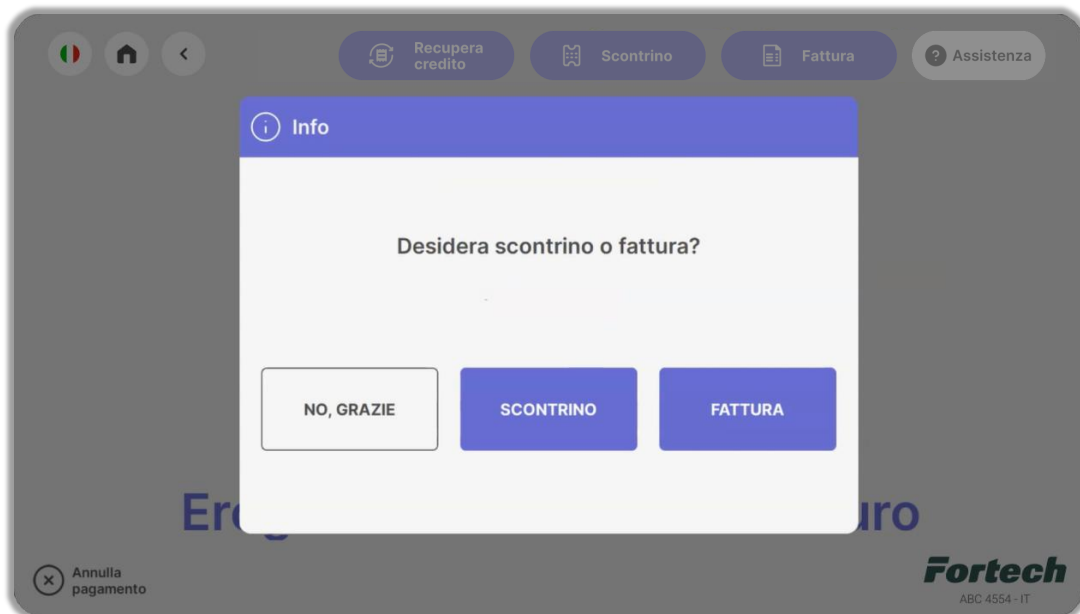 Recupera
credito
Scontrino
Fattura
? Assistenza
i Info
Desidera scontrino o fattura?
NO, GRAZIE
SCONTRINO
FATTURA
Annulla
pagamento
Fortech
ABC 4554 - IT